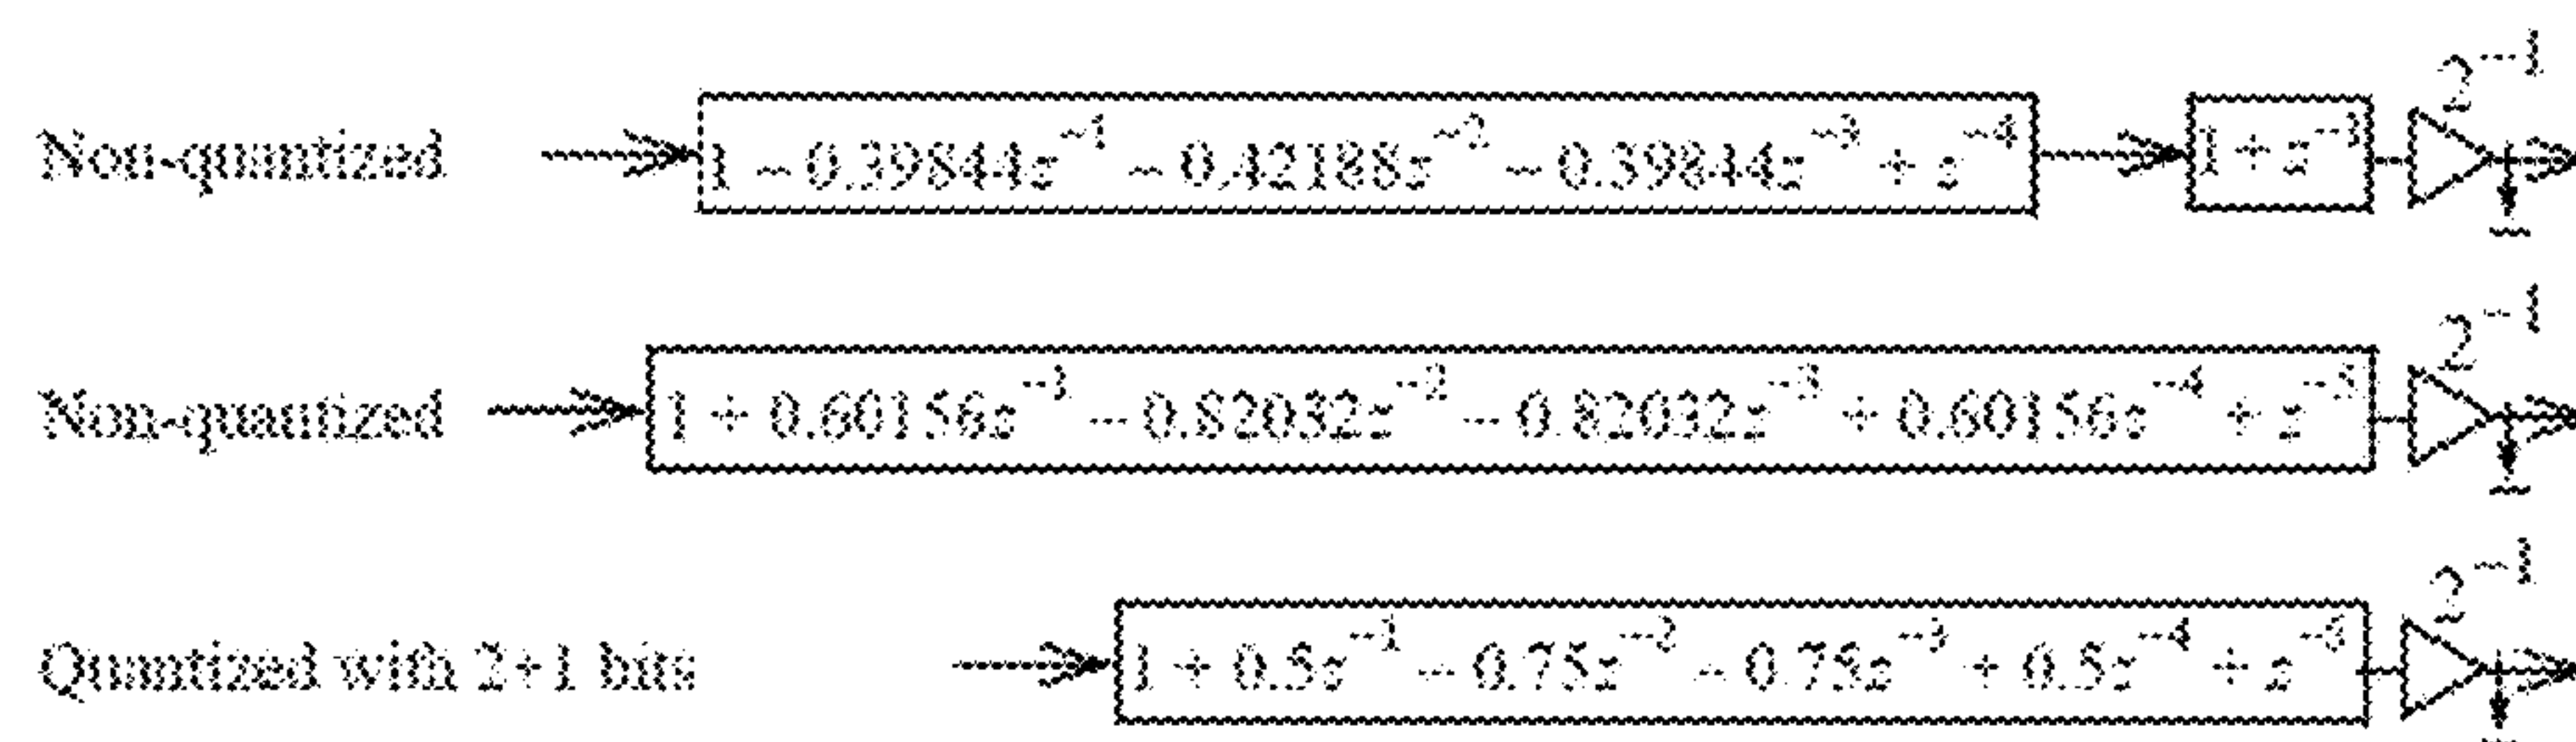 Non-quantized 1 - 0.39844z^-1 - 0.42188z^-2 - 0.39844z^-3 + z^-4 1 + z^-1 2^-1
Non-quantized 1 + 0.60156z^-1 - 0.82032z^-2 - 0.82032z^-3 + 0.60156z^-4 + z^-5 2^-1
Quantized with 2+1 bits 1 + 0.5z^-1 - 0.75z^-2 - 0.75z^-3 + 0.5z^-4 + z^-5 2^-1